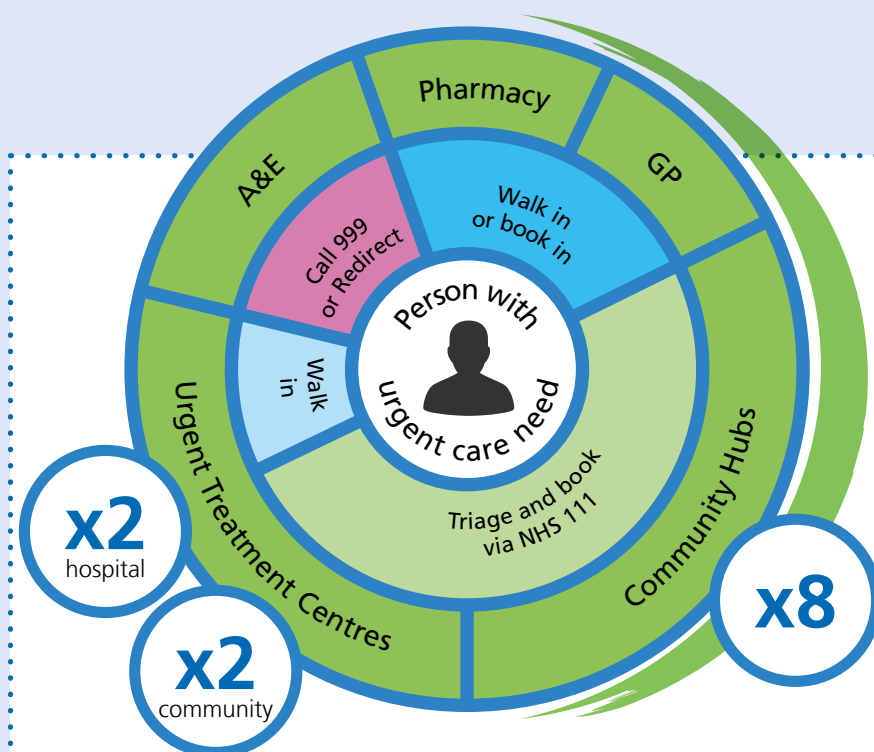 Pharmacy
A&E
GP
Walk in
or book in
Call 999
or Redirect
Person with
urgent care need
Walk
in
Triage and book
via NHS 111
Urgent Treatment Centres
Community Hubs
x2
hospital
x2
community
x8